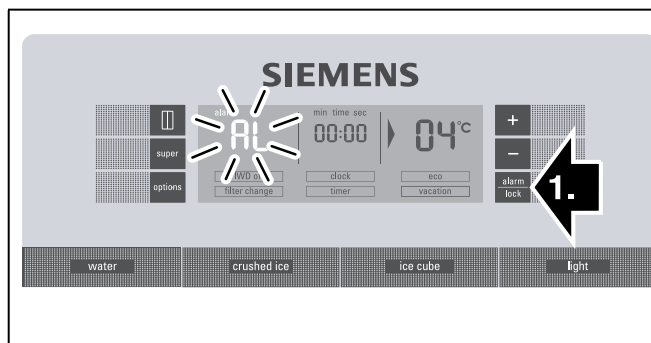 SIEMENS
super
options
AL
min time sec
00:00
04°C
clock
eco
filter change
timer
vacation
+
−
alarm
lock
1.
water
crushed ice
ice cube
light